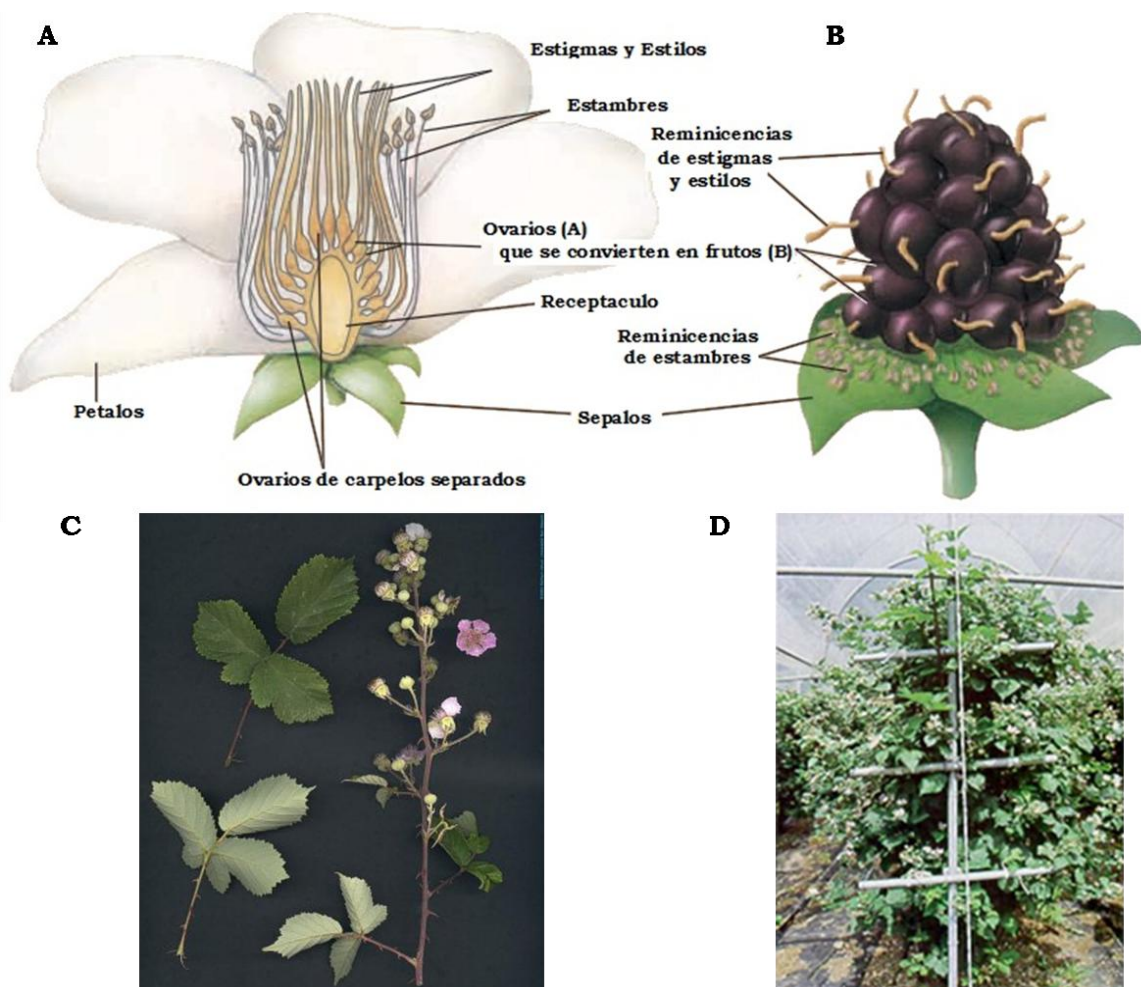 A
B
Estigmas y Estilos
Estambres
Reminicencias
de estigmas
y estilos
Ovarios (A)
que se convierten en frutos (B)
Receptaculo
Reminicencias
de estambres
Petalos
Sepalos
Ovarios de carpelos separados
C
D